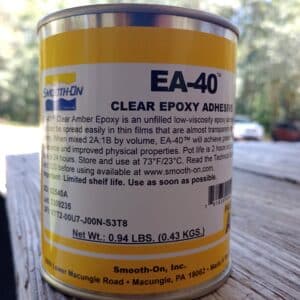 SMOOTH-ON
EA-40™
CLEAR EPOXY ADHESIVE
Clear Amber Epoxy is an unfilled low-viscosity epoxy
be spread easily in thin films that are almost transparent
When mixed 2A:1B by volume, EA-40™ will achieve
and improved physical properties. Pot life is 2 hours
24 hours. Store and use at 73°F/23°C. Read the Technical
before using available at www.smooth-on.com.
Limited shelf life. Use as soon as possible.
Net Wt.: 0.94 LBS. (0.43 KGS.)
Smooth-On, Inc.
Lower Macungie Road • Macungie, PA 18062 •